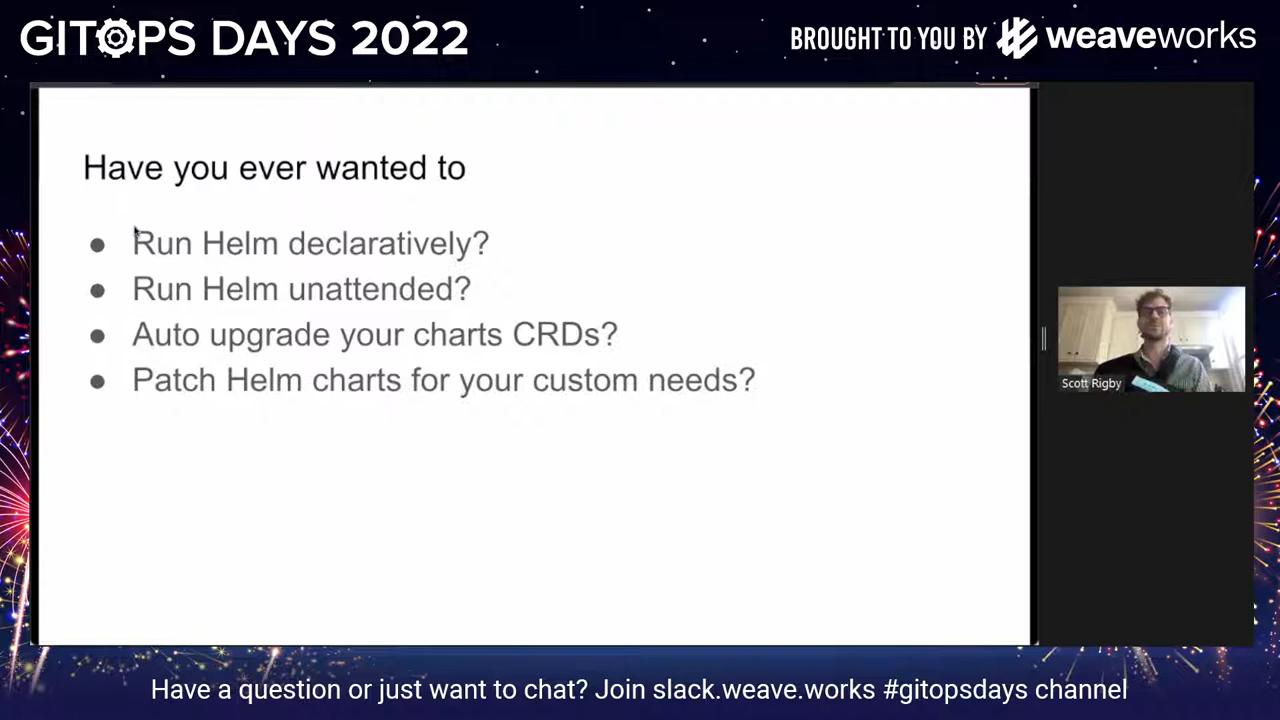 GITOPS DAYS 2022
BROUGHT TO YOU BY weaveworks
Have you ever wanted to
● Run Helm declaratively?
● Run Helm unattended?
● Auto upgrade your charts CRDs?
● Patch Helm charts for your custom needs?
Scott Rigby
Have a question or just want to chat? Join slack.weave.works #gitopsdays channel